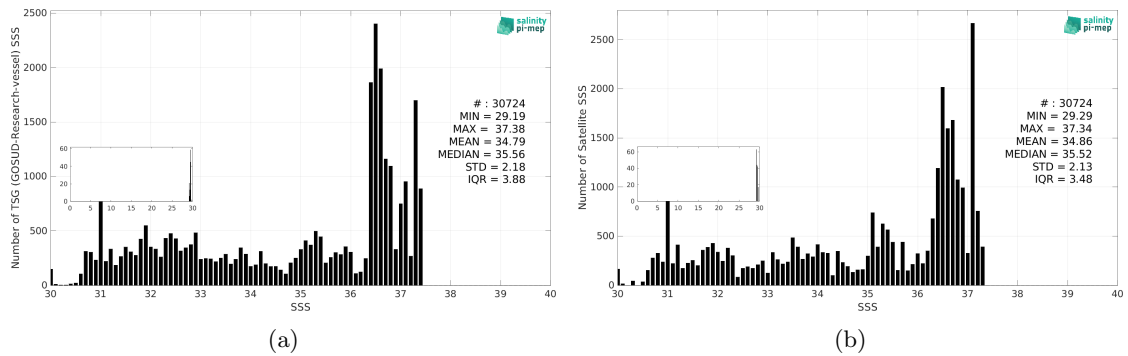 salinity
pi-mep
Number of TSG (GOSUD-Research-vessel) SSS
2500
2000
1500
1000
500
0
# : 30724
MIN = 29.19
MAX = 37.38
MEAN = 34.79
MEDIAN = 35.56
STD = 2.18
IQR = 3.88
60
40
20
0
0 5 10 15 20 25 30
30 31 32 33 34 35 36 37 38 39 40
SSS
(a)
salinity
pi-mep
Number of Satellite SSS
2500
2000
1500
1000
500
0
# : 30724
MIN = 29.29
MAX = 37.34
MEAN = 34.86
MEDIAN = 35.52
STD = 2.13
IQR = 3.48
60
40
20
0
0 5 10 15 20 25 30
30 31 32 33 34 35 36 37 38 39 40
SSS
(b)